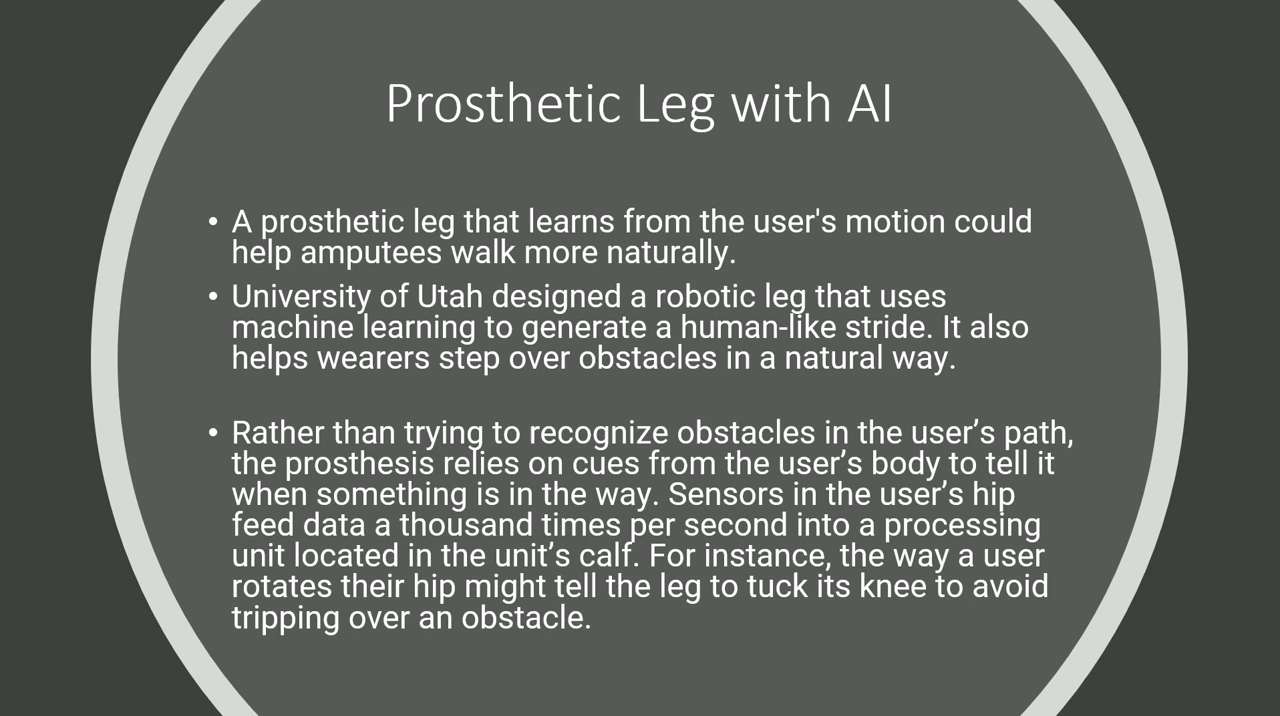 Prosthetic Leg with AI
• A prosthetic leg that learns from the user's motion could
help amputees walk more naturally.
• University of Utah designed a robotic leg that uses
machine learning to generate a human-like stride. It also
helps wearers step over obstacles in a natural way.
• Rather than trying to recognize obstacles in the user’s path,
the prosthesis relies on cues from the user’s body to tell it
when something is in the way. Sensors in the user’s hip
feed data a thousand times per second into a processing
unit located in the unit’s calf. For instance, the way a user
rotates their hip might tell the leg to tuck its knee to avoid
tripping over an obstacle.